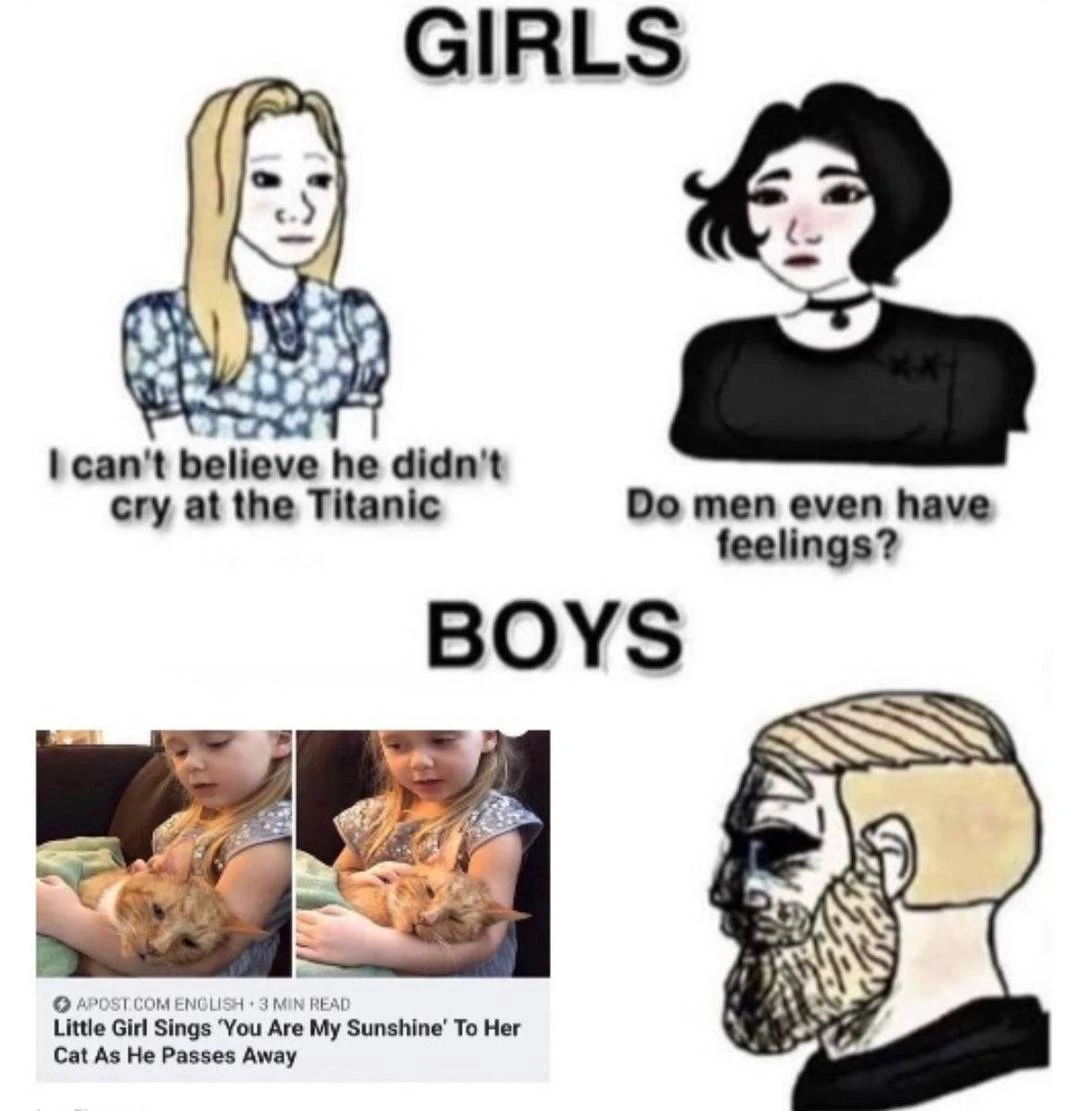 GIRLS
I can't believe he didn't
cry at the Titanic
Do men even have
feelings?
BOYS
APOST.COM ENGLISH • 3 MIN READ
Little Girl Sings 'You Are My Sunshine' To Her
Cat As He Passes Away